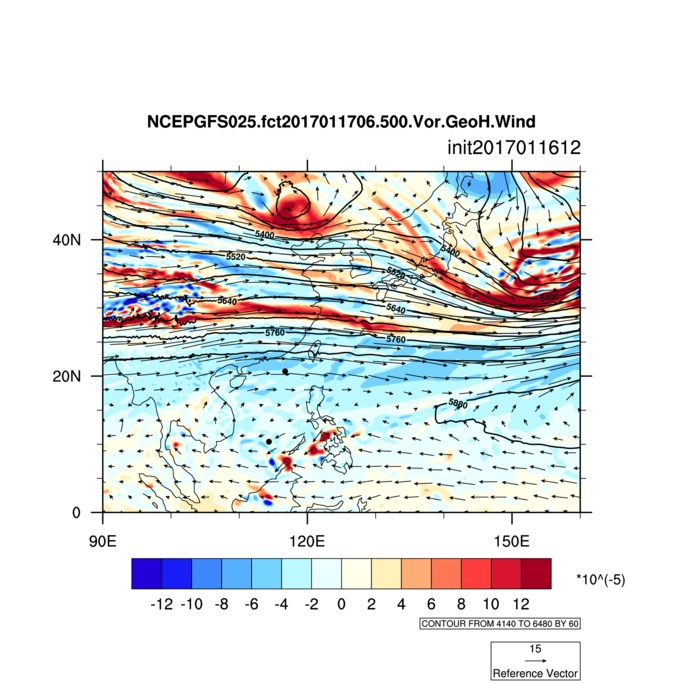 NCEPGFS025.fct2017011706.500.Vor.GeoH.Wind
init2017011612
5400
5520
5400
5520
5640
5640
5400
5760
5760
5880
40N
20N
0
90E 120E 150E
-12 -10 -8 -6 -4 -2 0 2 4 6 8 10 12
*10^(-5)
CONTOUR FROM 4140 TO 6480 BY 60
15
Reference Vector